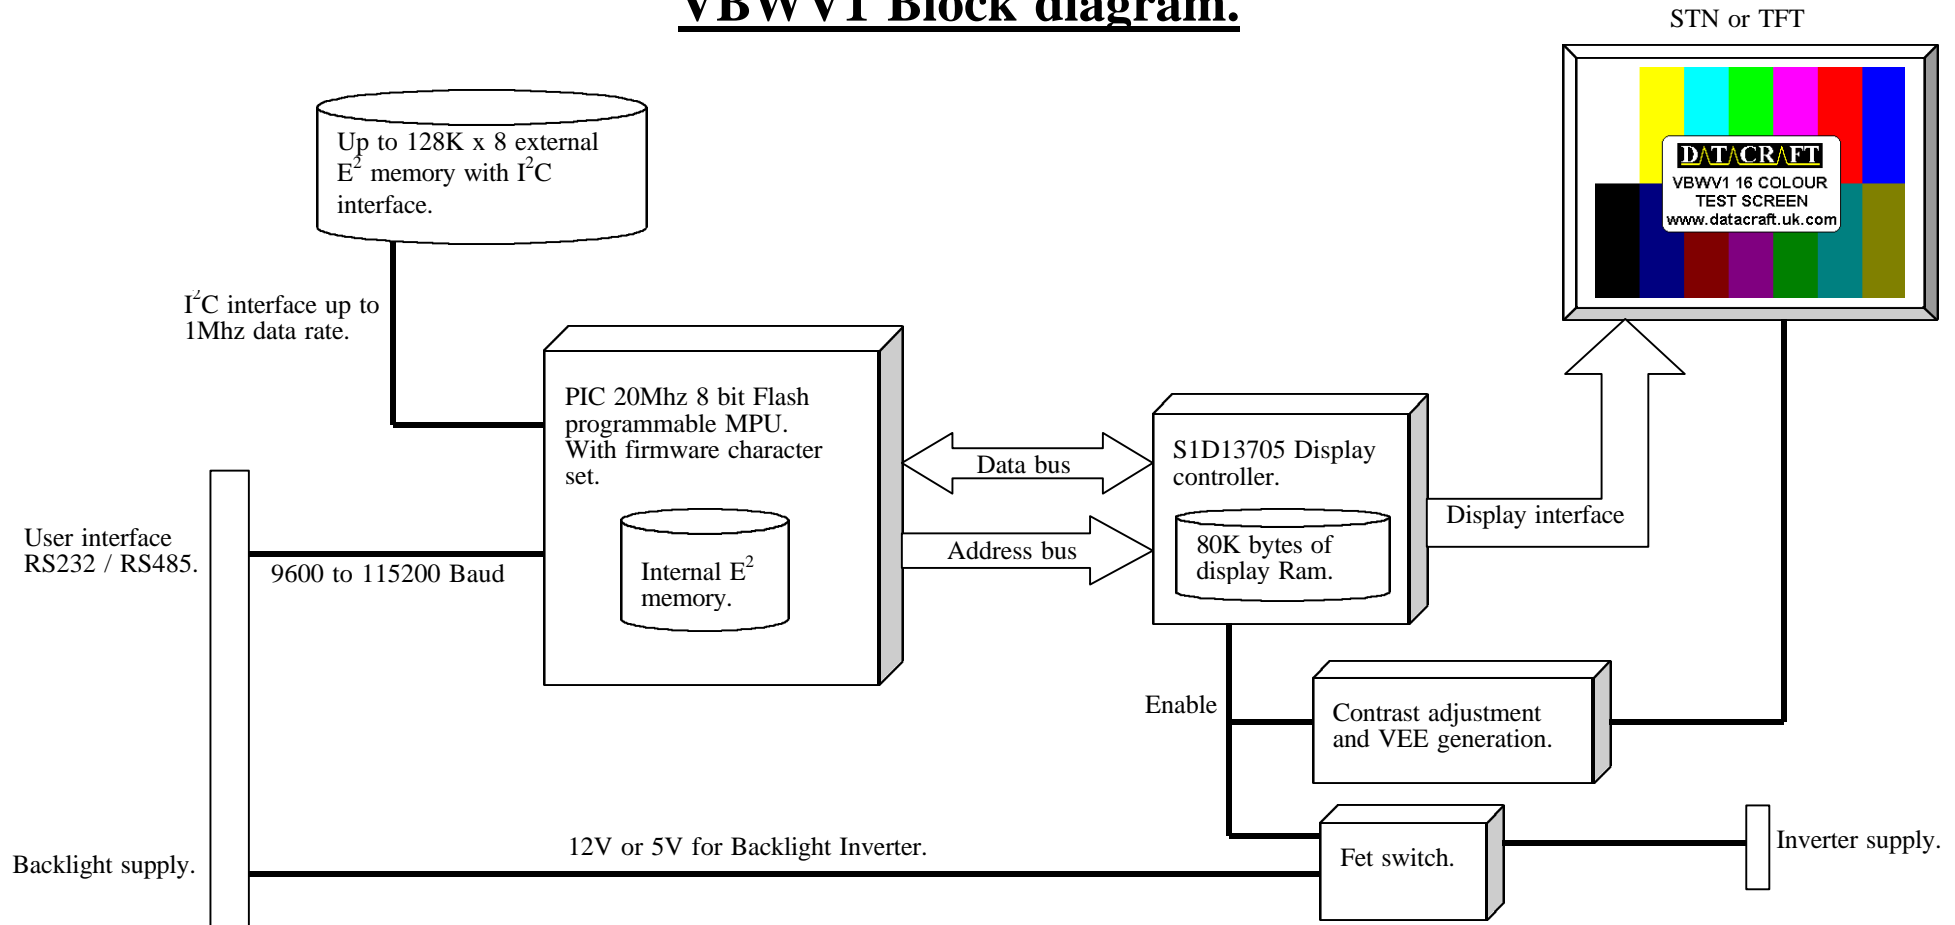 VBWV1 Block diagram.
STN or TFT
Up to 128K x 8 external
E² memory with I²C
interface.
DATACRAFT
VBWV1 16 COLOUR
TEST SCREEN
www.datacraft.uk.com
I²C interface up to
1Mhz data rate.
PIC 20Mhz 8 bit Flash
programmable MPU.
With firmware character
set.
Internal E²
memory.
Data bus
Address bus
S1D13705 Display
controller.
80K bytes of
display Ram.
Display interface
User interface
RS232 / RS485.
9600 to 115200 Baud
Enable
Contrast adjustment
and VEE generation.
Backlight supply.
12V or 5V for Backlight Inverter.
Fet switch.
Inverter supply.